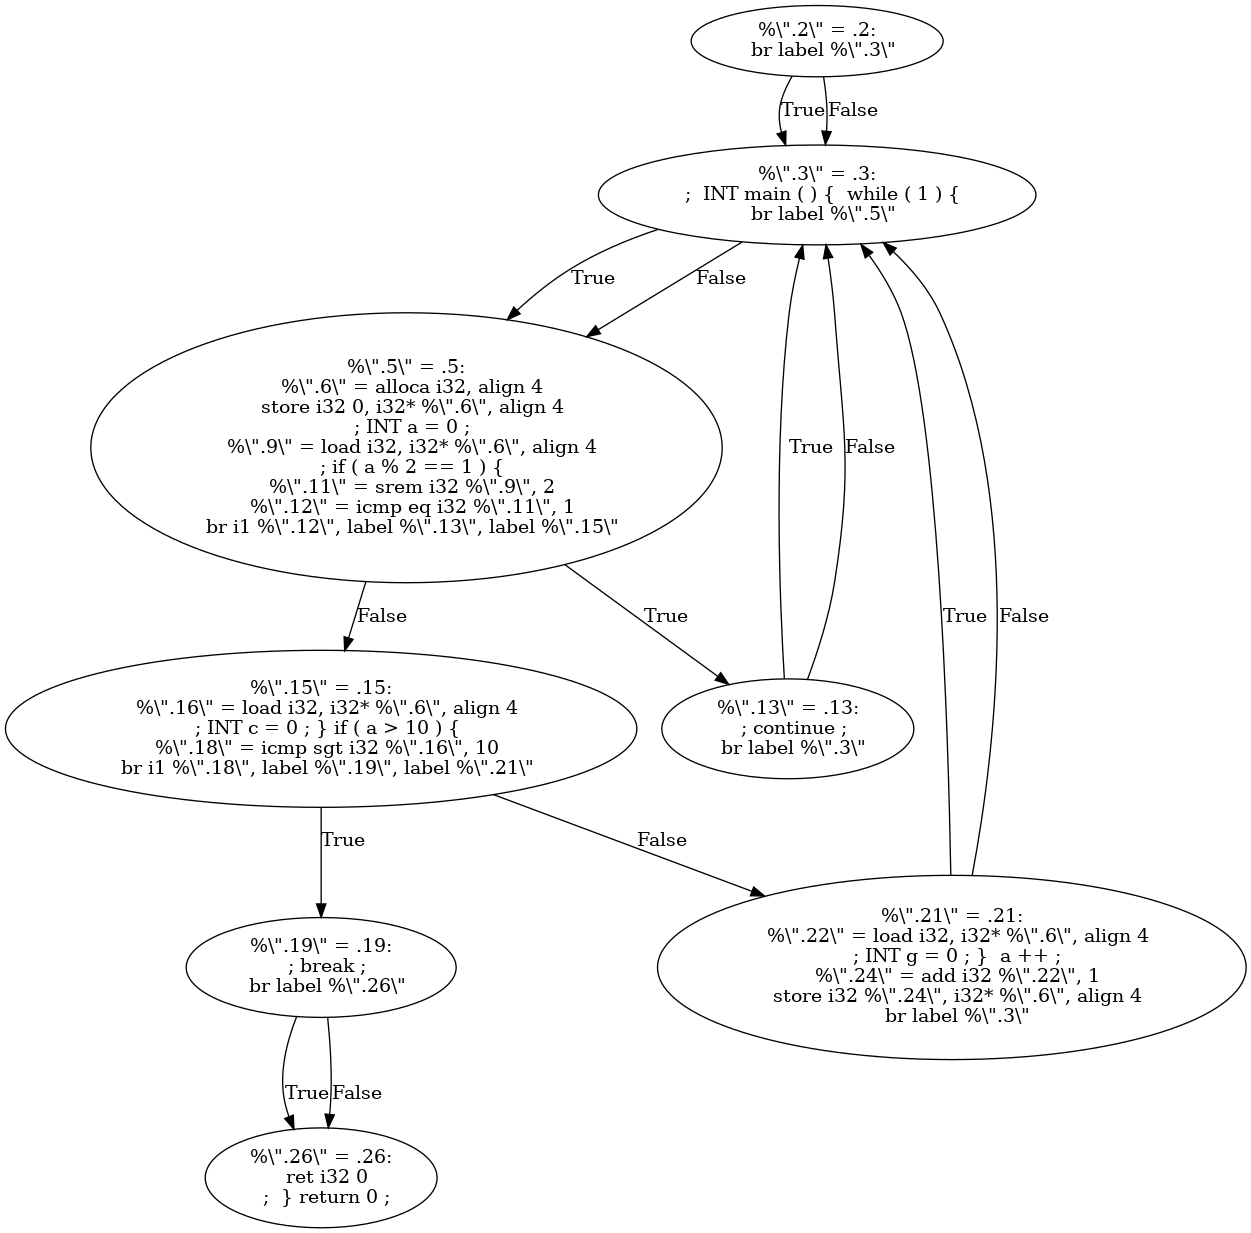 %\".2\" = .2:
br label %\".3\"
True
False
%\".3\" = .3:
;  INT main ( ) {  while ( 1 ) {
br label %\".5\"
True
False
%\".5\" = .5:
%\".6\" = alloca i32, align 4
store i32 0, i32* %\".6\", align 4
; INT a = 0 ;
%\".9\" = load i32, i32* %\".6\", align 4
; if ( a % 2 == 1 ) {
%\".11\" = srem i32 %\".9\", 2
%\".12\" = icmp eq i32 %\".11\", 1
br i1 %\".12\", label %\".13\", label %\".15\"
True
False
False
True
True
False
%\".15\" = .15:
%\".16\" = load i32, i32* %\".6\", align 4
; INT c = 0 ; } if ( a > 10 ) {
%\".18\" = icmp sgt i32 %\".16\", 10
br i1 %\".18\", label %\".19\", label %\".21\"
%\".13\" = .13:
; continue ;
br label %\".3\"
True
False
%\".19\" = .19:
; break ;
br label %\".26\"
%\".21\" = .21:
%\".22\" = load i32, i32* %\".6\", align 4
; INT g = 0 ; }  a ++ ;
%\".24\" = add i32 %\".22\", 1
store i32 %\".24\", i32* %\".6\", align 4
br label %\".3\"
True
False
%\".26\" = .26:
ret i32 0
;  } return 0 ;